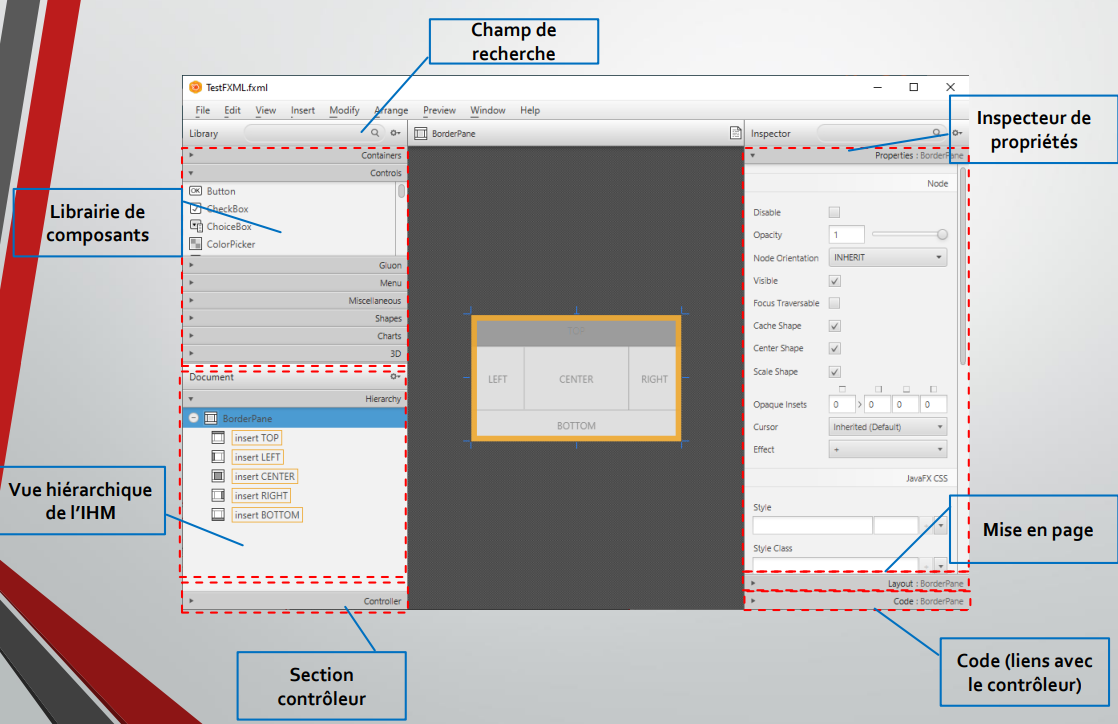 Champ de
recherche
TestFXML.fxml
File Edit View Insert Modify Arrange Preview Window Help
Library
BorderPane
Inspector
Inspecteur de
propriétés
Containers
Controls
Button
CheckBox
ChoiceBox
ColorPicker
Librairie de
composants
Gluon
Menu
Miscellaneous
Shapes
Charts
3D
Document
Hierarchy
BorderPane
insert TOP
insert LEFT
insert CENTER
insert RIGHT
insert BOTTOM
Vue hiérarchique
de l'IHM
Controller
Section
contrôleur
TOP
LEFT CENTER RIGHT
BOTTOM
Properties : BorderPane
Node
Disable
Opacity 1
Node Orientation INHERIT
Visible
Focus Traversable
Cache Shape
Center Shape
Scale Shape
Opaque Insets 0 0 0 0
Cursor Inherited (Default)
Effect +
JavaFX CSS
Style
Style Class
Mise en page
Layout : BorderPane
Code : BorderPane
Code (liens avec
le contrôleur)